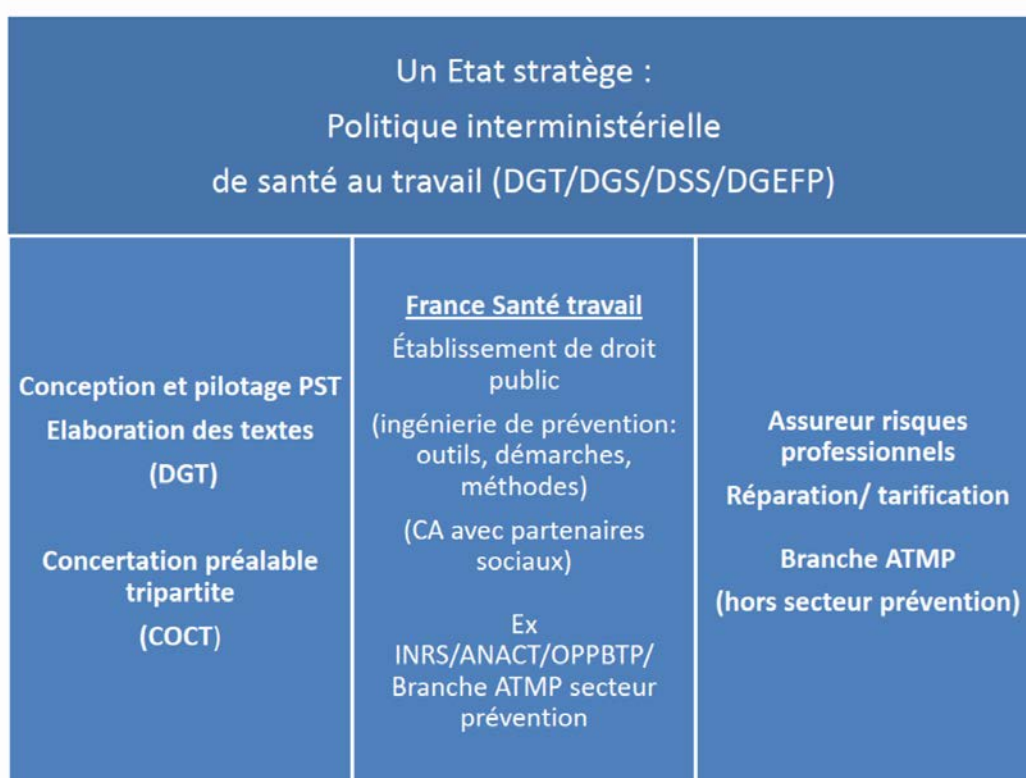 Un Etat stratège :
Politique interministérielle
de santé au travail (DGT/DGS/DSS/DGEFP)
Conception et pilotage PST
Elaboration des textes
(DGT)
Concertation préalable
tripartite
(COCT)
France Santé travail
Établissement de droit
public
(ingénierie de prévention:
outils, démarches,
méthodes)
(CA avec partenaires
sociaux)
Ex
INRS/ANACT/OPPBTP/
Branche ATMP secteur
prévention
Assureur risques
professionnels
Réparation/ tarification
Branche ATMP
(hors secteur prévention)